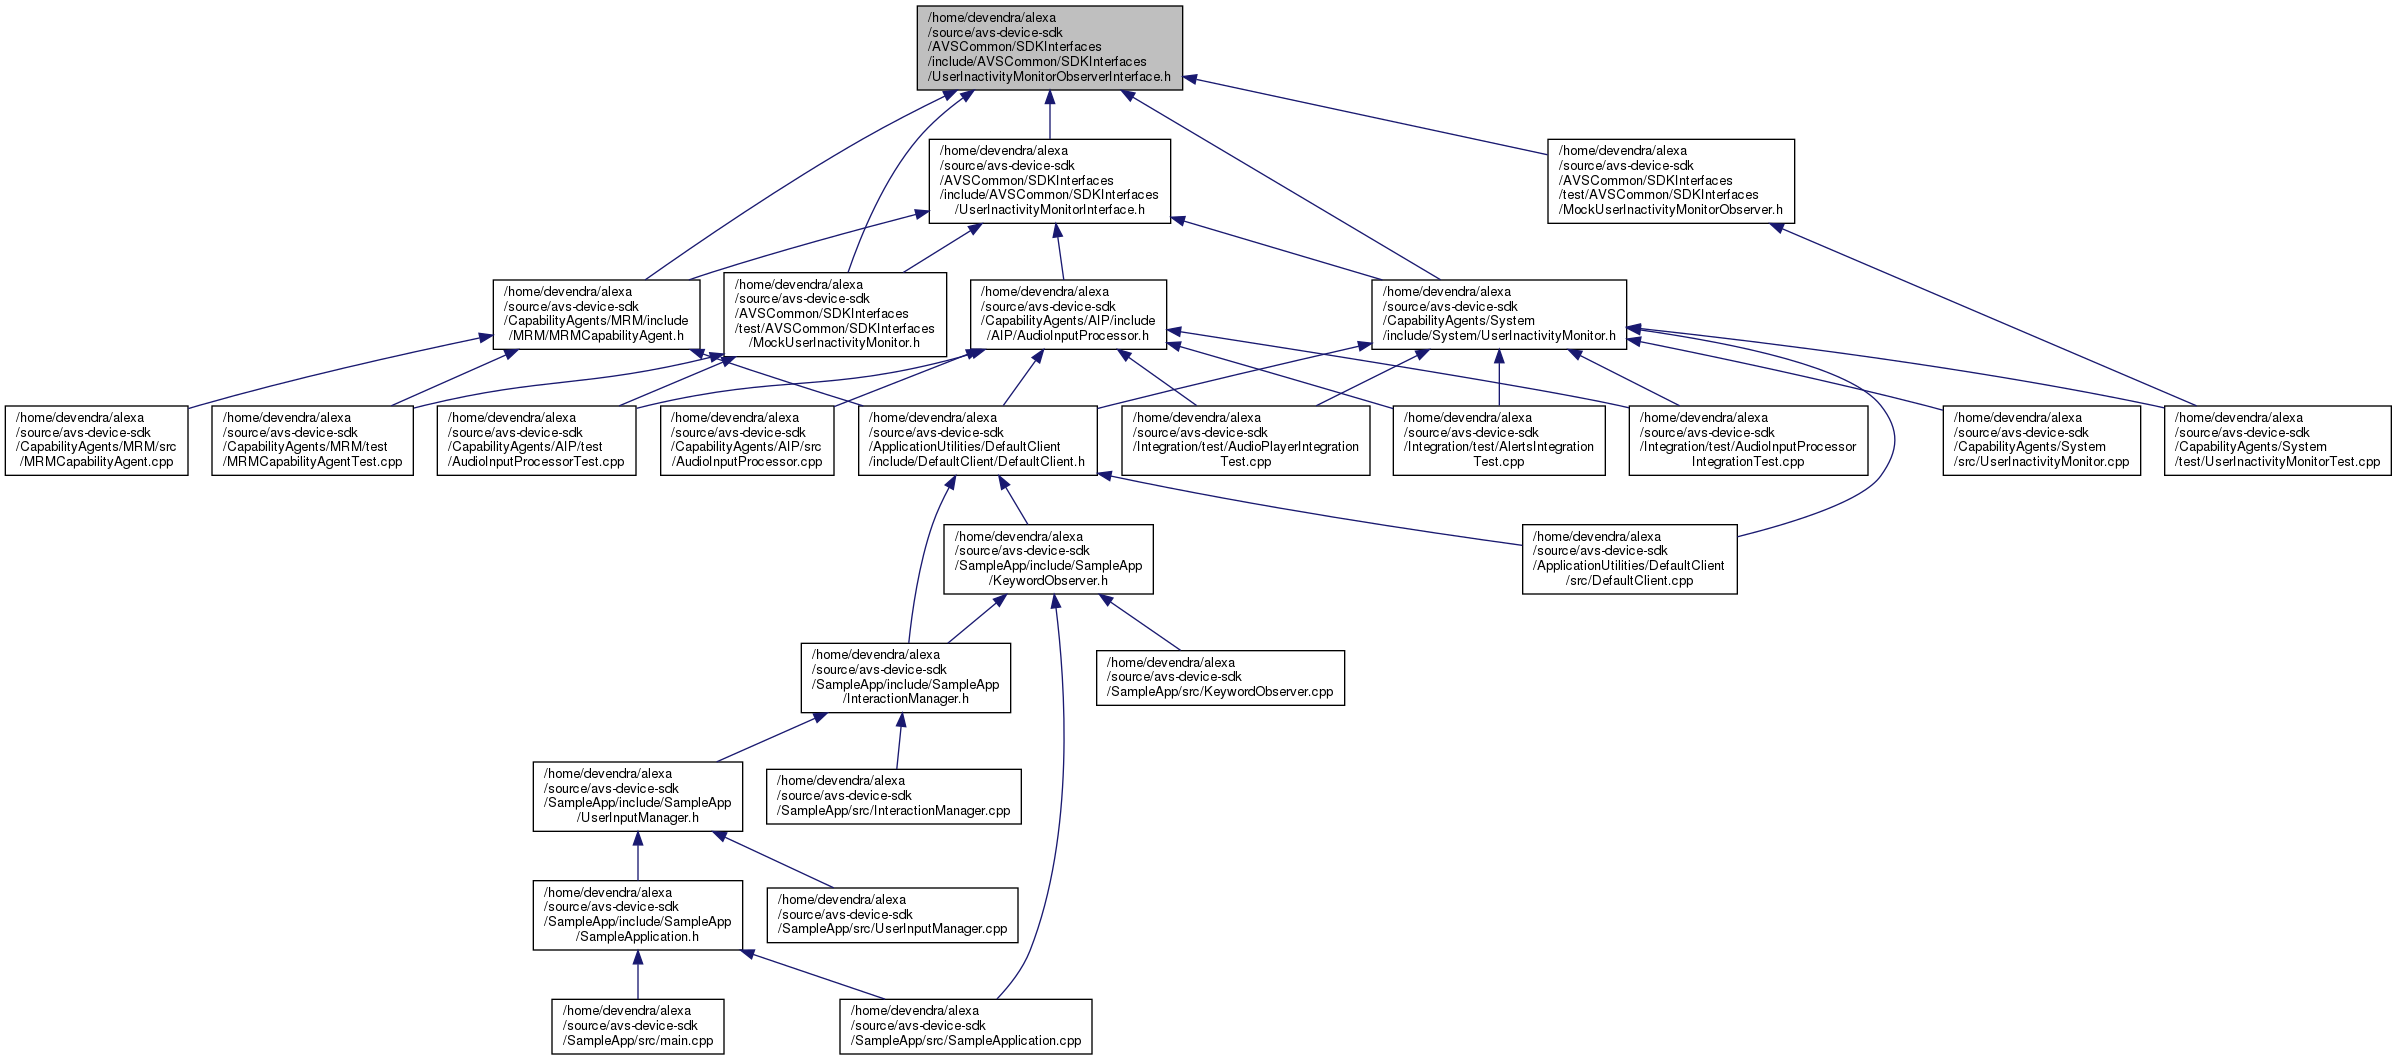 /home/devendra/alexa
/source/avs-device-sdk
/AVSCommon/SDKInterfaces
/include/AVSCommon/SDKInterfaces
/UserInactivityMonitorObserverInterface.h
/home/devendra/alexa
/source/avs-device-sdk
/AVSCommon/SDKInterfaces
/include/AVSCommon/SDKInterfaces
/UserInactivityMonitorInterface.h
/home/devendra/alexa
/source/avs-device-sdk
/AVSCommon/SDKInterfaces
/test/AVSCommon/SDKInterfaces
/MockUserInactivityMonitorObserver.h
/home/devendra/alexa
/source/avs-device-sdk
/CapabilityAgents/MRM/include
/MRM/MRMCapabilityAgent.h
/home/devendra/alexa
/source/avs-device-sdk
/AVSCommon/SDKInterfaces
/test/AVSCommon/SDKInterfaces
/MockUserInactivityMonitor.h
/home/devendra/alexa
/source/avs-device-sdk
/CapabilityAgents/AIP/include
/AIP/AudioInputProcessor.h
/home/devendra/alexa
/source/avs-device-sdk
/CapabilityAgents/System
/include/System/UserInactivityMonitor.h
/home/devendra/alexa
/source/avs-device-sdk
/CapabilityAgents/MRM/src
/MRMCapabilityAgent.cpp
/home/devendra/alexa
/source/avs-device-sdk
/CapabilityAgents/MRM/test
/MRMCapabilityAgentTest.cpp
/home/devendra/alexa
/source/avs-device-sdk
/CapabilityAgents/AIP/test
/AudioInputProcessorTest.cpp
/home/devendra/alexa
/source/avs-device-sdk
/CapabilityAgents/AIP/src
/AudioInputProcessor.cpp
/home/devendra/alexa
/source/avs-device-sdk
/ApplicationUtilities/DefaultClient
/include/DefaultClient/DefaultClient.h
/home/devendra/alexa
/source/avs-device-sdk
/Integration/test/AudioPlayerIntegration
Test.cpp
/home/devendra/alexa
/source/avs-device-sdk
/Integration/test/AlertsIntegration
Test.cpp
/home/devendra/alexa
/source/avs-device-sdk
/Integration/test/AudioInputProcessor
IntegrationTest.cpp
/home/devendra/alexa
/source/avs-device-sdk
/CapabilityAgents/System
/src/UserInactivityMonitor.cpp
/home/devendra/alexa
/source/avs-device-sdk
/CapabilityAgents/System
/test/UserInactivityMonitorTest.cpp
/home/devendra/alexa
/source/avs-device-sdk
/SampleApp/include/SampleApp
/KeywordObserver.h
/home/devendra/alexa
/source/avs-device-sdk
/ApplicationUtilities/DefaultClient
/src/DefaultClient.cpp
/home/devendra/alexa
/source/avs-device-sdk
/SampleApp/include/SampleApp
/InteractionManager.h
/home/devendra/alexa
/source/avs-device-sdk
/SampleApp/src/KeywordObserver.cpp
/home/devendra/alexa
/source/avs-device-sdk
/SampleApp/include/SampleApp
/UserInputManager.h
/home/devendra/alexa
/source/avs-device-sdk
/SampleApp/src/InteractionManager.cpp
/home/devendra/alexa
/source/avs-device-sdk
/SampleApp/include/SampleApp
/SampleApplication.h
/home/devendra/alexa
/source/avs-device-sdk
/SampleApp/src/UserInputManager.cpp
/home/devendra/alexa
/source/avs-device-sdk
/SampleApp/src/main.cpp
/home/devendra/alexa
/source/avs-device-sdk
/SampleApp/src/SampleApplication.cpp